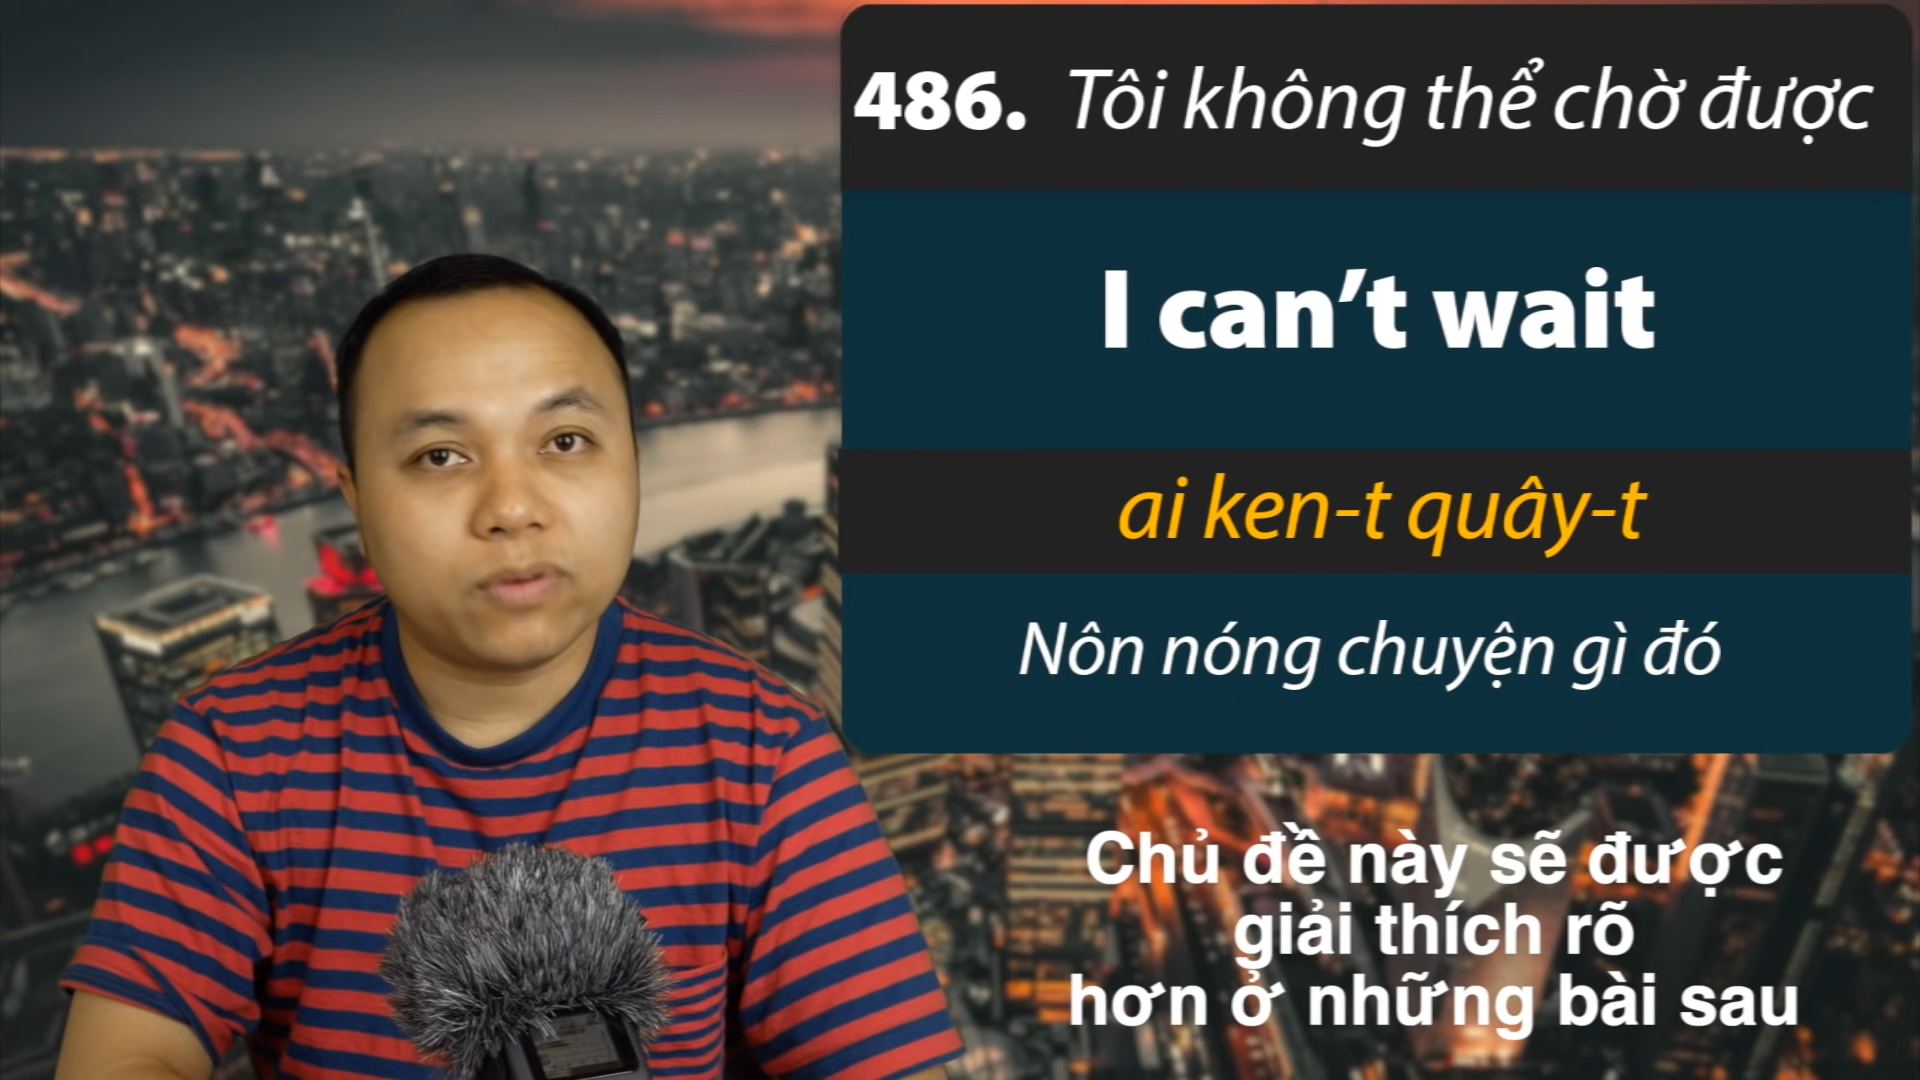 486. Tôi không thể chờ được
I can’t wait
ai ken-t quây-t
Nôn nóng chuyện gì đó
Chủ đề này sẽ được
giải thích rõ
hơn ở những bài sau